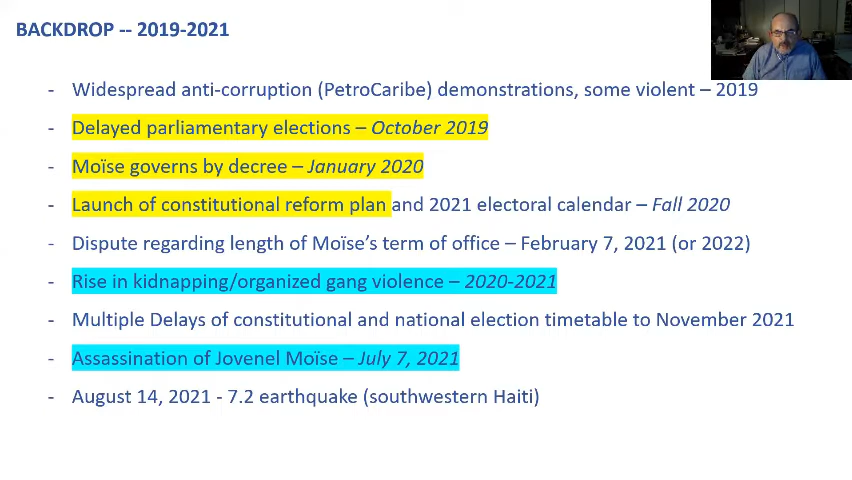 BACKDROP -- 2019-2021
- Widespread anti-corruption (PetroCaribe) demonstrations, some violent – 2019
- Delayed parliamentary elections – October 2019
- Moïse governs by decree – January 2020
- Launch of constitutional reform plan and 2021 electoral calendar – Fall 2020
- Dispute regarding length of Moïse’s term of office – February 7, 2021 (or 2022)
- Rise in kidnapping/organized gang violence – 2020-2021
- Multiple Delays of constitutional and national election timetable to November 2021
- Assassination of Jovenel Moïse – July 7, 2021
- August 14, 2021 - 7.2 earthquake (southwestern Haiti)